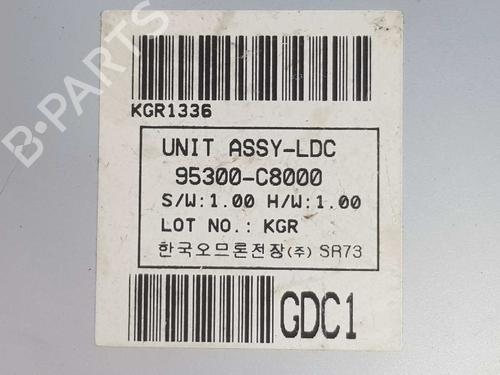 B-PARTS
KGR1336
UNIT ASSY-LDC
95300-C8000
S/W:1.00 H/W:1.00
LOT NO.: KGR
한국오므론전장(주) SR73
GDC1